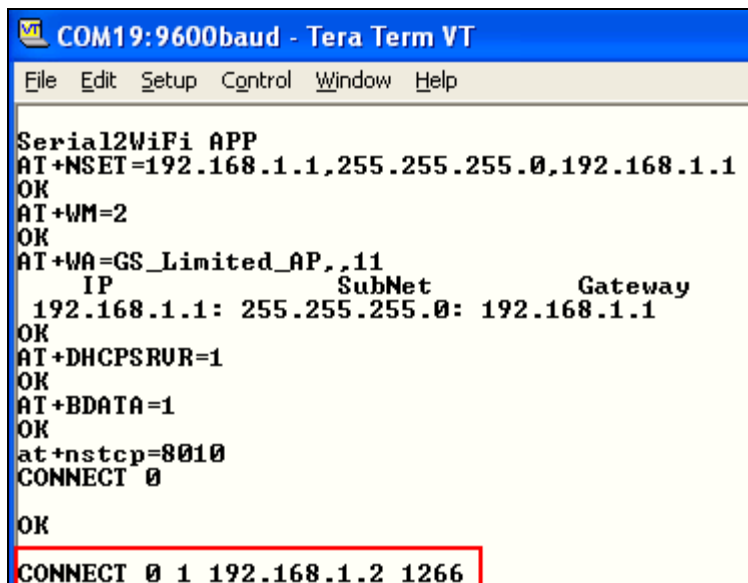 COM19:9600baud - Tera Term VT
File Edit Setup Control Window Help
Serial2WiFi APP
AT+NSET=192.168.1.1,255.255.255.0,192.168.1.1
OK
AT+WM=2
OK
AT+WA=GS_Limited_AP,,11
IP SubNet Gateway
192.168.1.1: 255.255.255.0: 192.168.1.1
OK
AT+DHCPSRVR=1
OK
AT+BDATA=1
OK
at+nstcp=8010
CONNECT 0
OK
CONNECT 0 1 192.168.1.2 1266